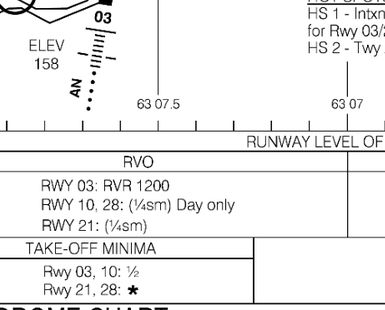 HS 1 - Intxn
for Rwy 03/2
HS 2 - Twy
03
ELEV
158
AN
63 07.5
63 07
RUNWAY LEVEL OF
RVO
RWY 03: RVR 1200
RWY 10, 28: (¼sm) Day only
RWY 21: (¼sm)
TAKE-OFF MINIMA
Rwy 03, 10: ½
Rwy 21, 28: *
DROME CHART